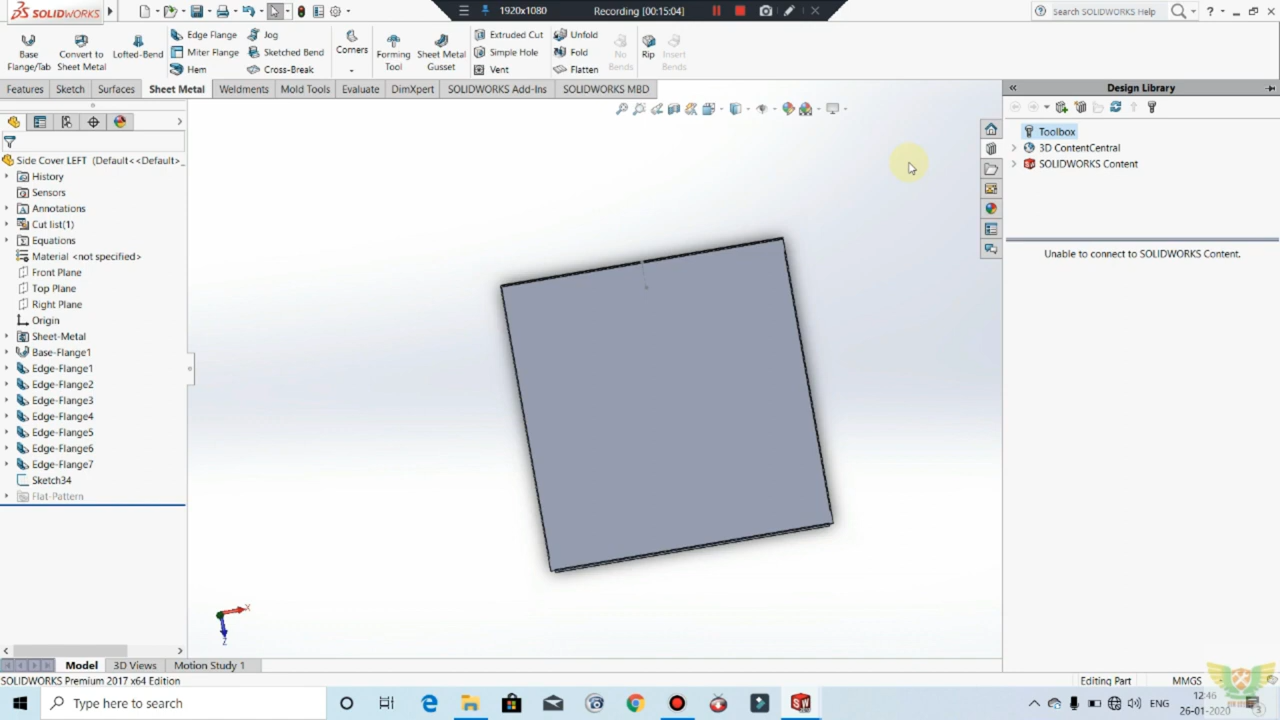 SOLIDWORKS
1920x1080
Recording [00:15:04]
Search SOLIDWORKS Help
Base Flange/Tab
Convert to Sheet Metal
Lofted-Bend
Edge Flange
Miter Flange
Hem
Jog
Sketched Bend
Cross-Break
Corners
Forming Tool
Sheet Metal Gusset
Extruded Cut
Simple Hole
Vent
Unfold
Fold
Flatten
No Bends
Rip
Insert Bends
Features
Sketch
Surfaces
Sheet Metal
Weldments
Mold Tools
Evaluate
DimXpert
SOLIDWORKS Add-Ins
SOLIDWORKS MBD
Side Cover LEFT (Default<<Default>_
History
Sensors
Annotations
Cut list(1)
Equations
Material <not specified>
Front Plane
Top Plane
Right Plane
Origin
Sheet-Metal
Base-Flange1
Edge-Flange1
Edge-Flange2
Edge-Flange3
Edge-Flange4
Edge-Flange5
Edge-Flange6
Edge-Flange7
Sketch34
Flat-Pattern
X
Z
Design Library
Toolbox
3D ContentCentral
SOLIDWORKS Content
Unable to connect to SOLIDWORKS Content.
Model
3D Views
Motion Study 1
SOLIDWORKS Premium 2017 x64 Edition
Editing Part
MMGS
Type here to search
SW
ENG
12:46
26-01-2020
3